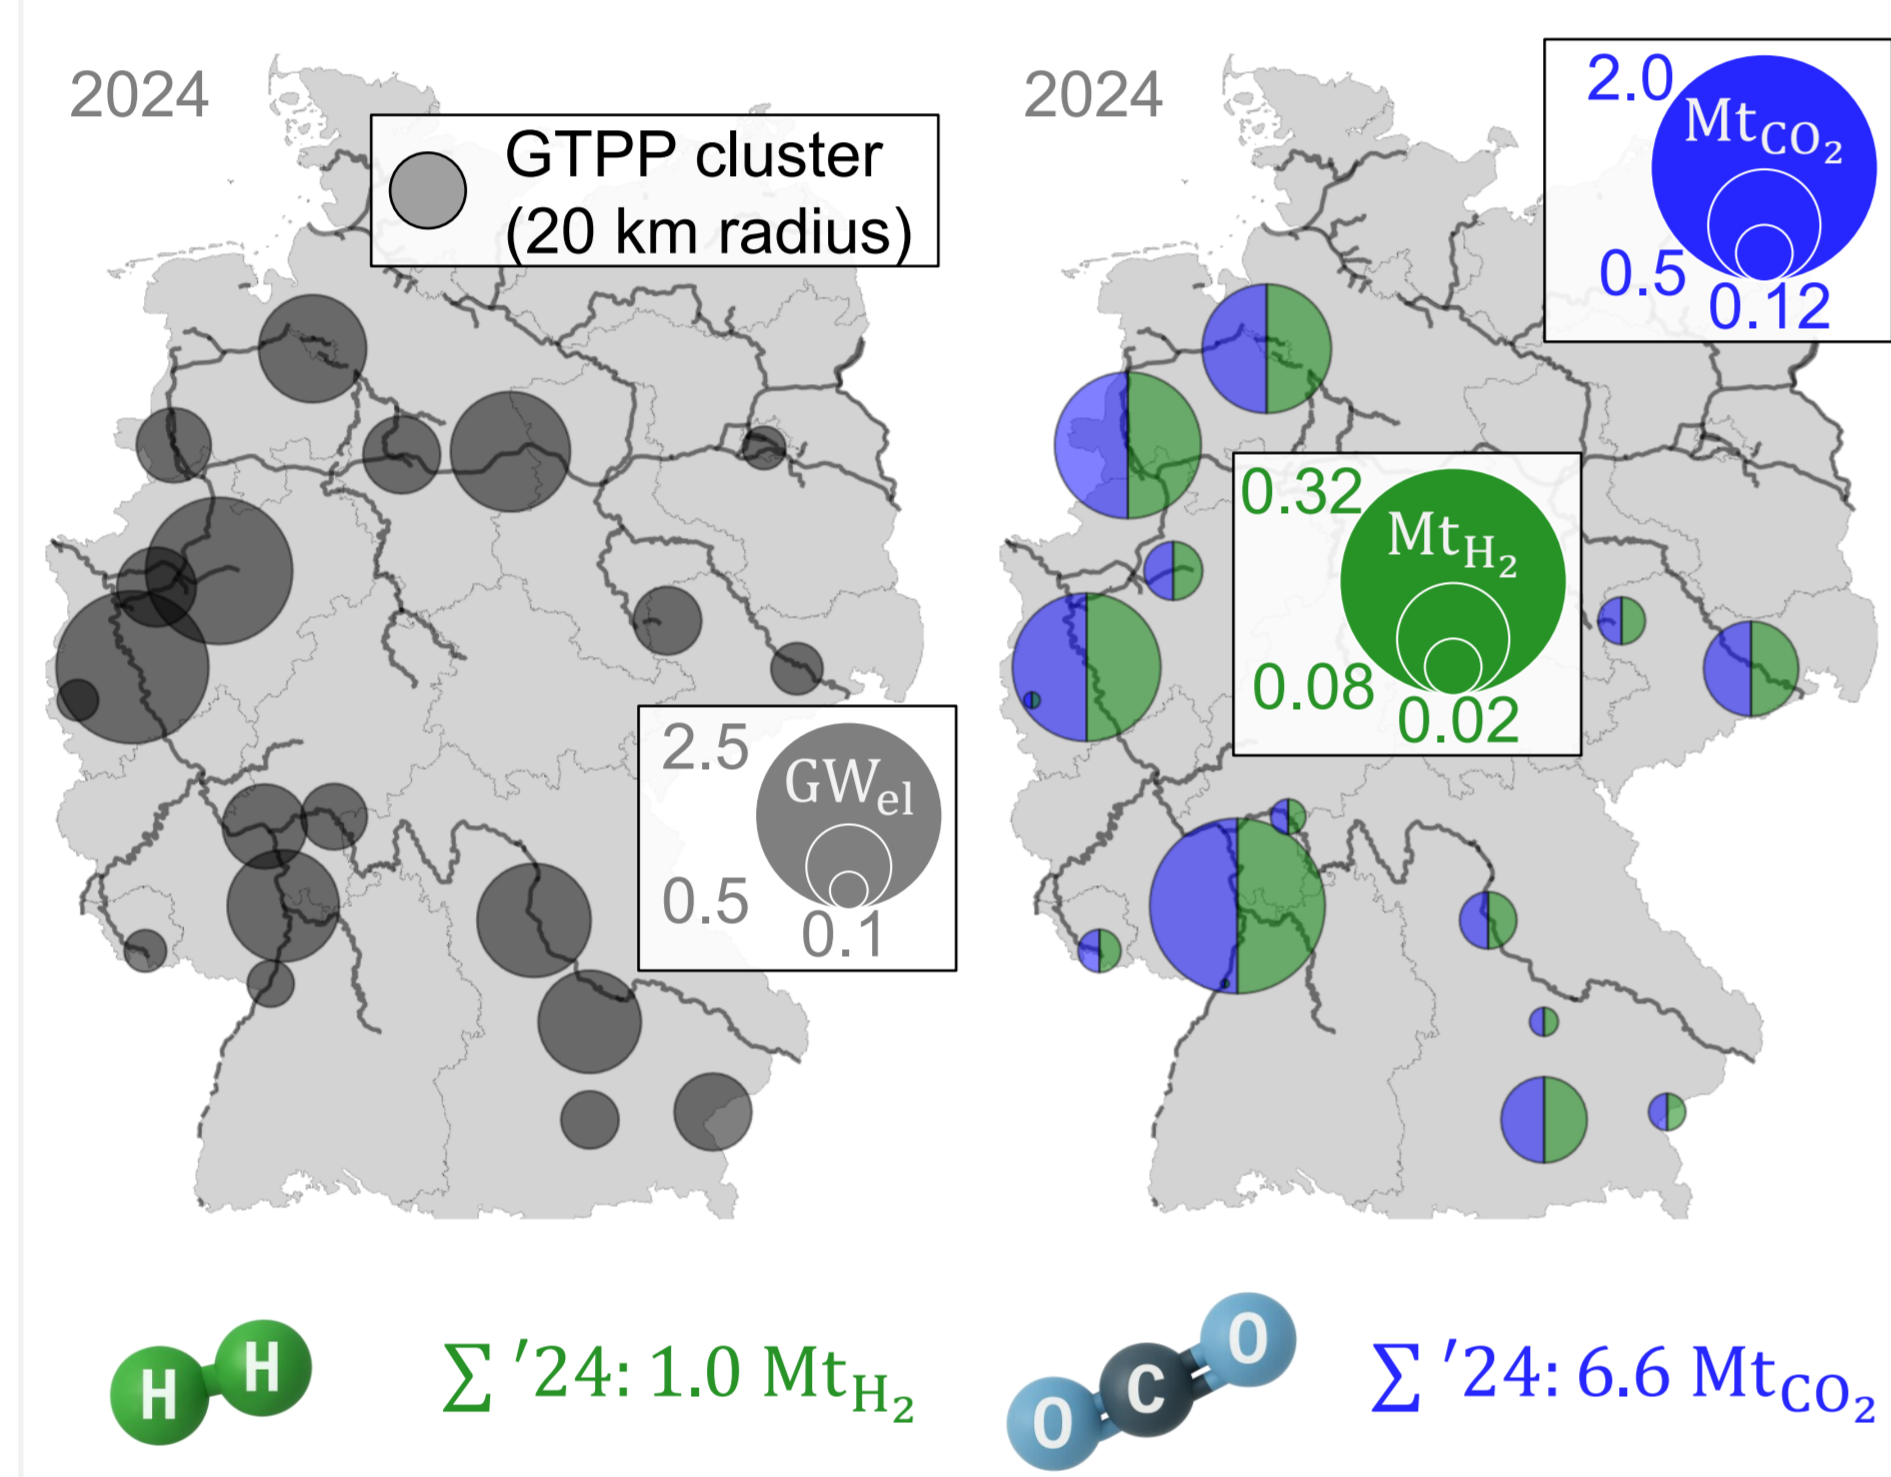 2024
GTPP cluster
(20 km radius)
2.5
GWel
0.5
0.1
2024
2.0
MtCO₂
0.5
0.12
0.32
MtH₂
0.08
0.02
H H
∑ ′24: 1.0 MtH₂
O C O
∑ ′24: 6.6 MtCO₂